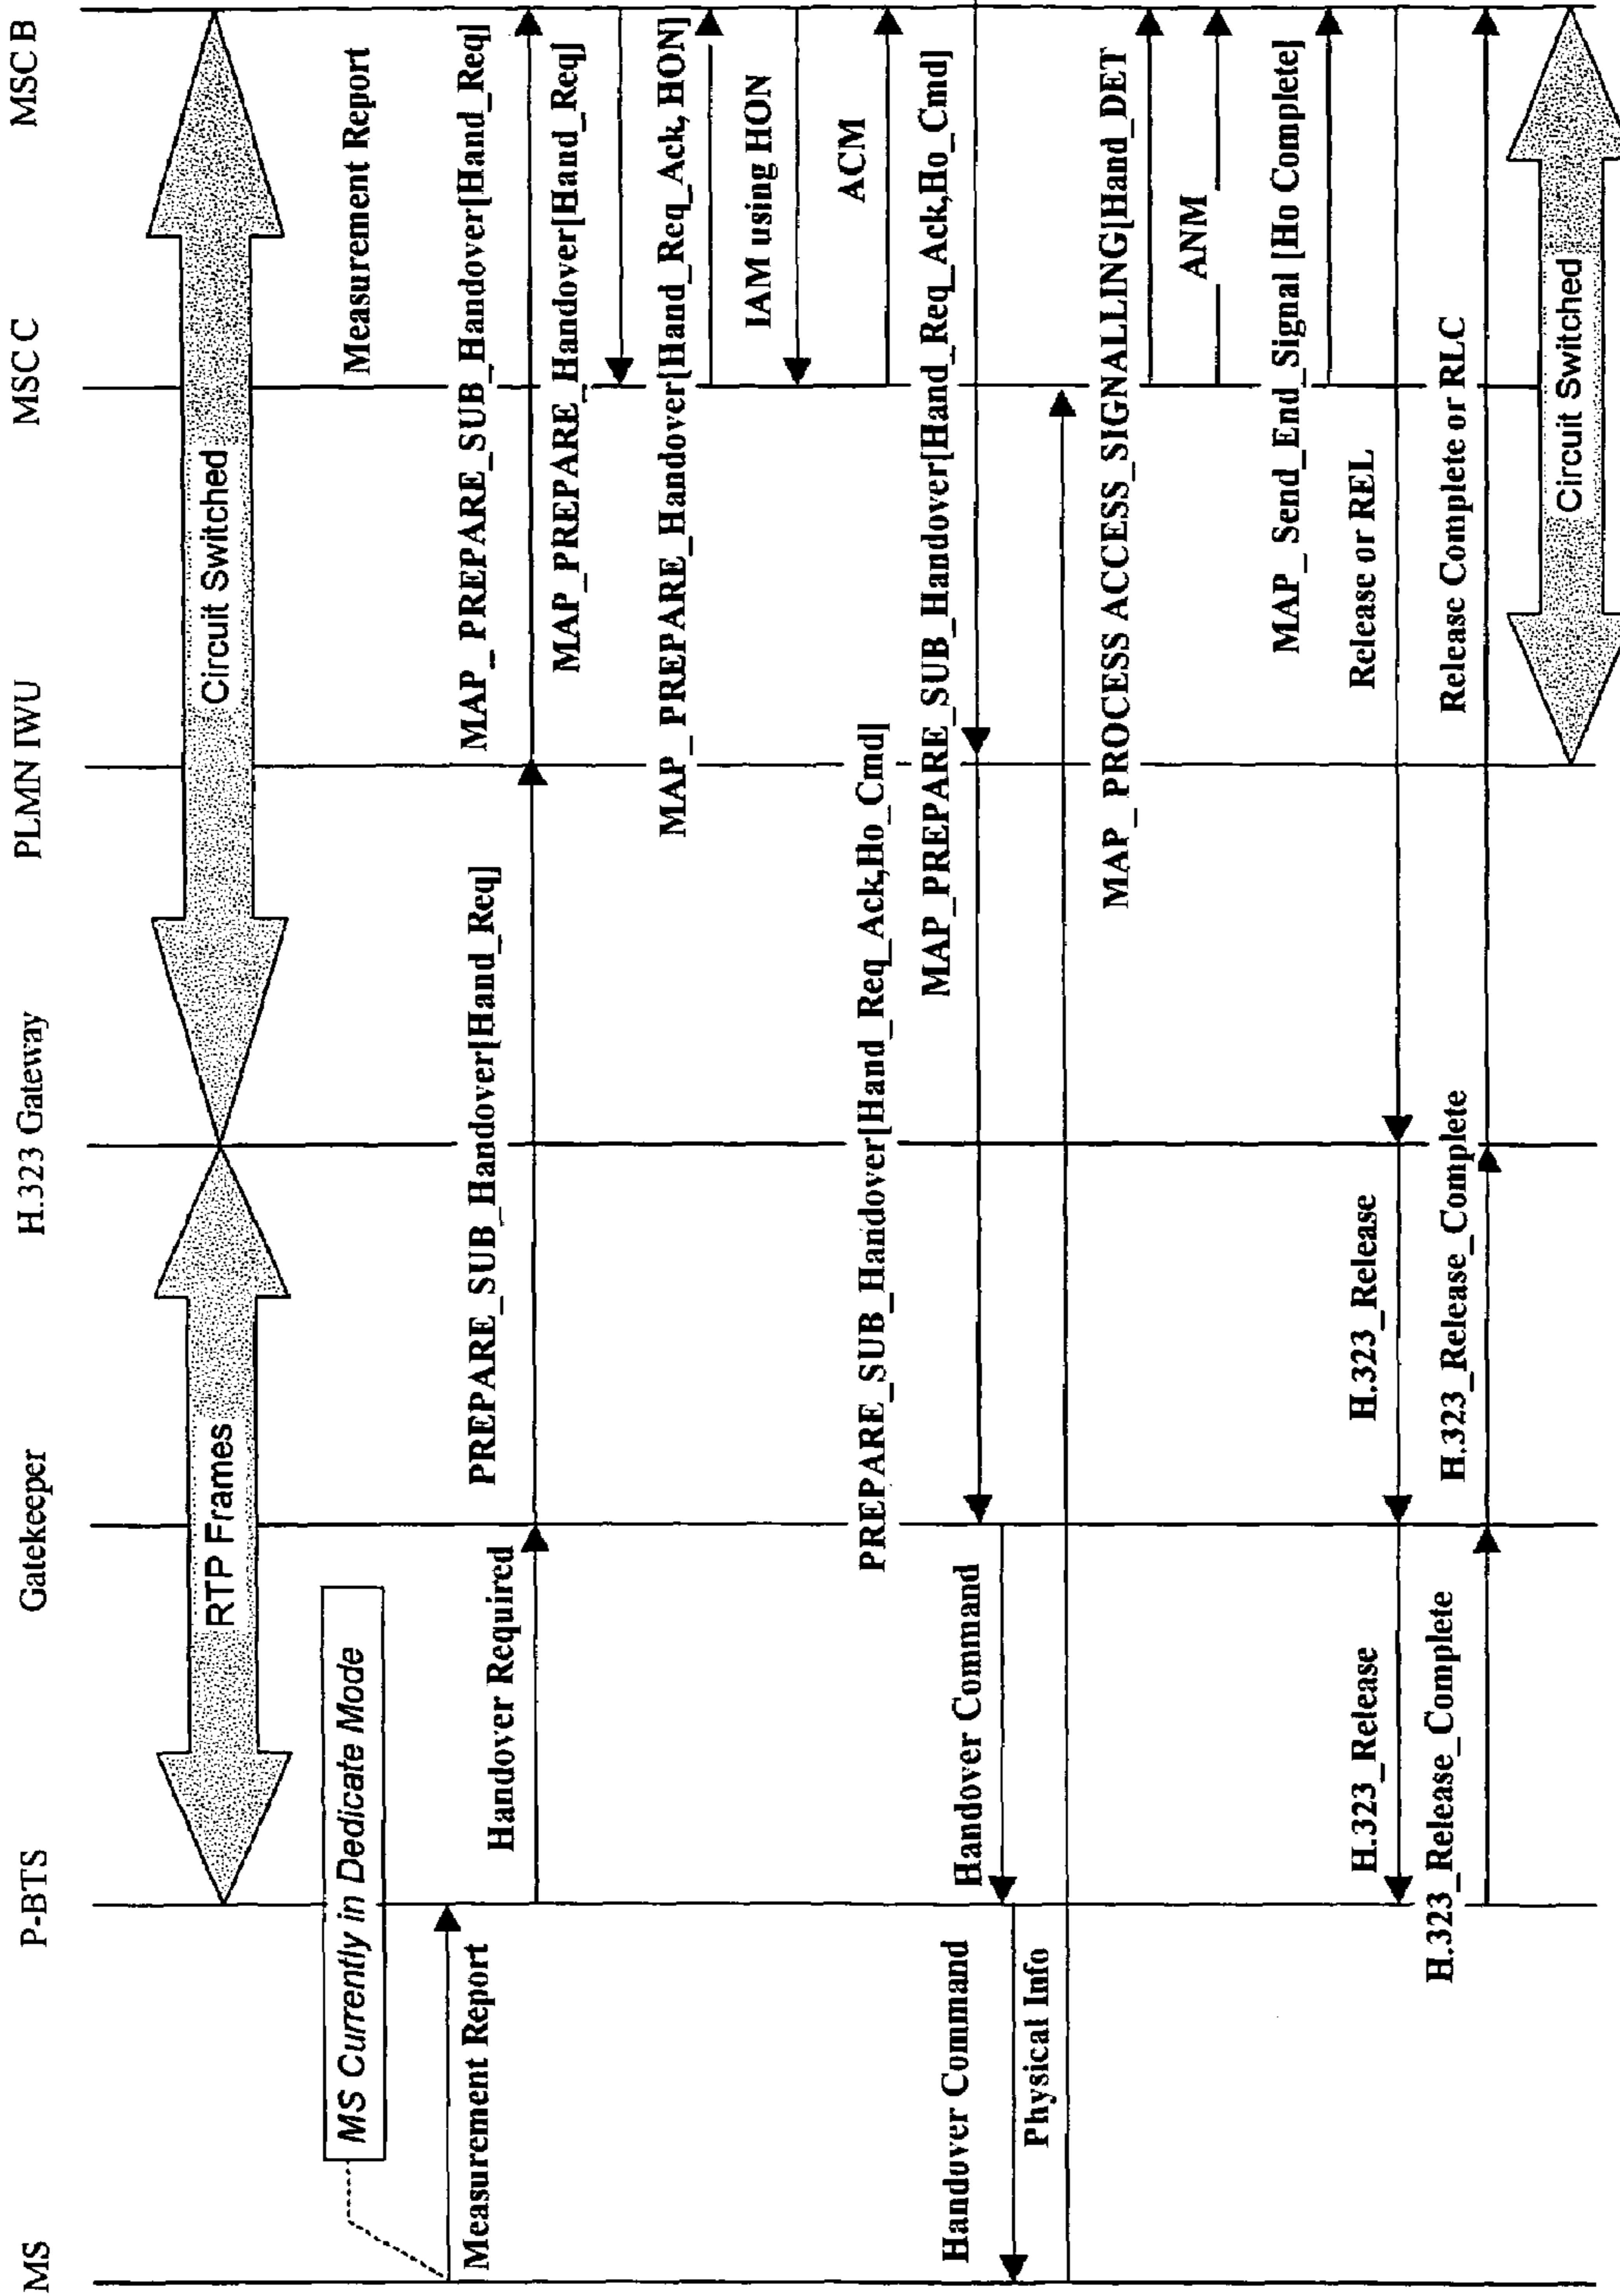 MS
P-BTS
Gatekeeper
H.323 Gateway
PLMN IWU
MSC C
MSC B
RTP Frames
Circuit Switched
MS Currently in Dedicate Mode
Measurement Report
Measurement Report
Handover Required
PREPARE_SUB_Handover[Hand_Req]
MAP_PREPARE_SUB_Handover[Hand_Req]
MAP_PREPARE_Handover[Hand_Req]
MAP_PREPARE_Handover[Hand_Req_Ack, HON]
IAM using HON
ACM
MAP_PREPARE_SUB_Handover[Hand_Req_Ack,Ho_Cmd]
PREPARE_SUB_Handover[Hand_Req_Ack,Ho_Cmd]
Handover Command
Handover Command
Physical Info
MAP_PROCESS ACCESS_SIGNALLING[Hand_DET
ANM
MAP_Send_End_Signal [Ho Complete]
Release or REL
H.323_Release
H.323_Release
H.323_Release_Complete
H.323_Release_Complete
Release Complete or RLC
Circuit Switched